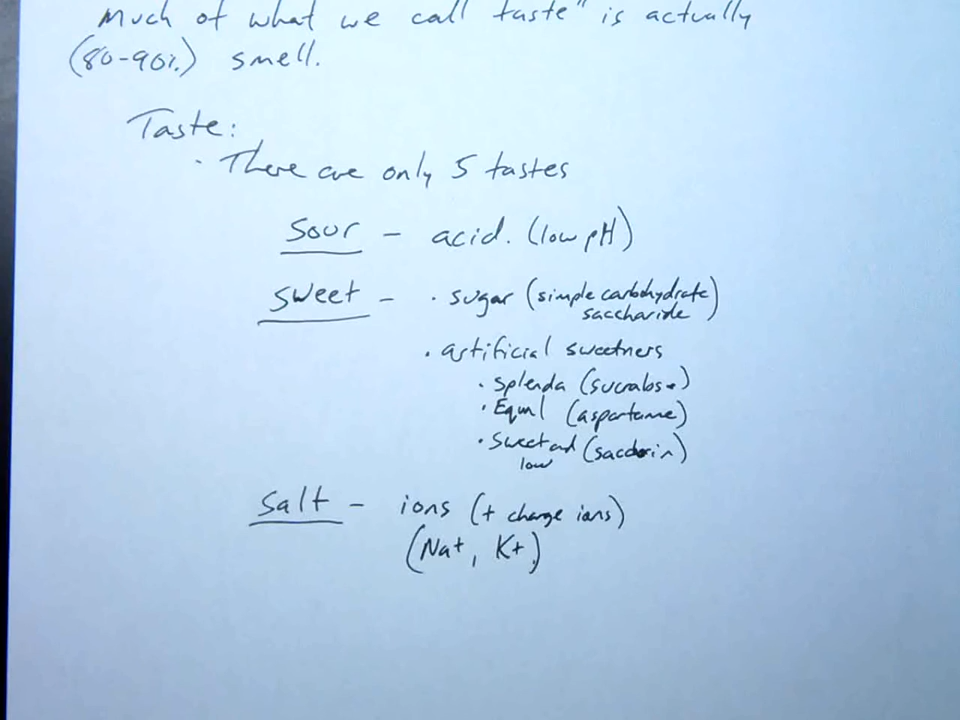 Much of what we call taste" is actually
(80-90%) smell.
Taste:
· There are only 5 tastes
sour - acid. (low pH)
sweet - · sugar (simple carbohydrate)
saccharide
· artificial sweetners
· Splenda (sucralose)
· Equal (aspartame)
· Sweet and (saccharin)
low
Salt - ions (+ charge ions)
(Na+, K+)